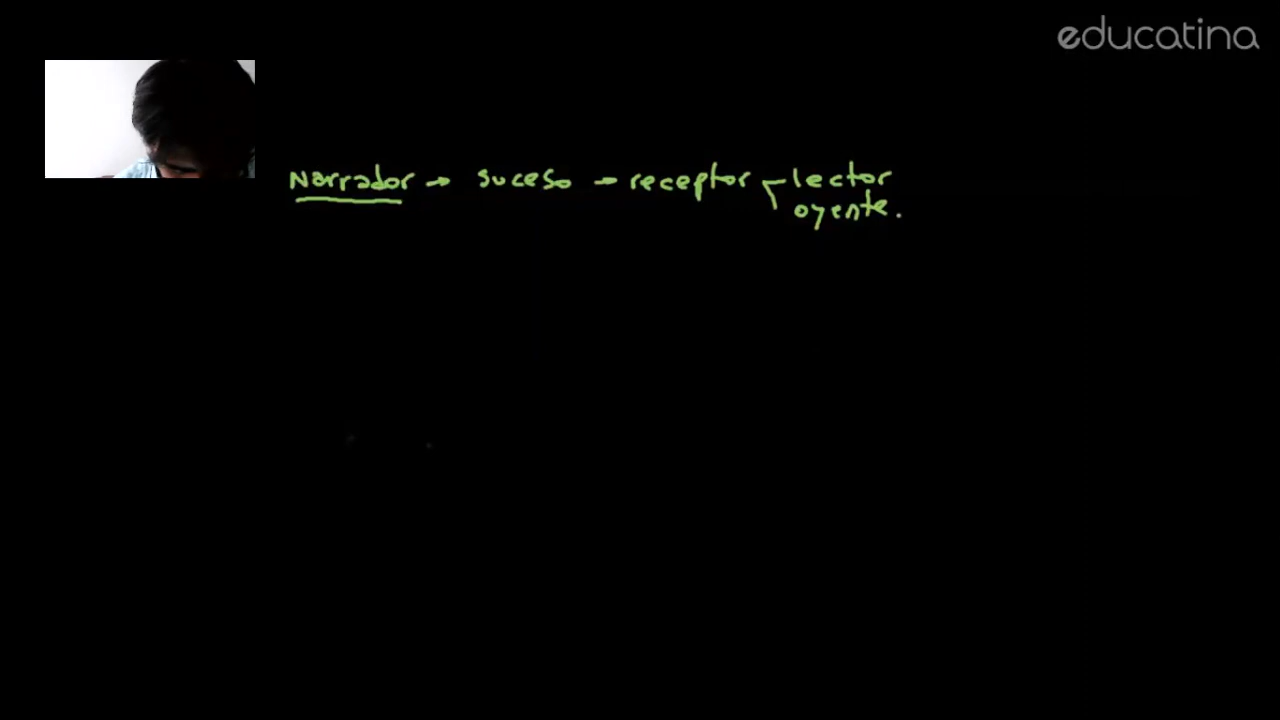 educatina
Narrador → suceso → receptor lector
oyente.